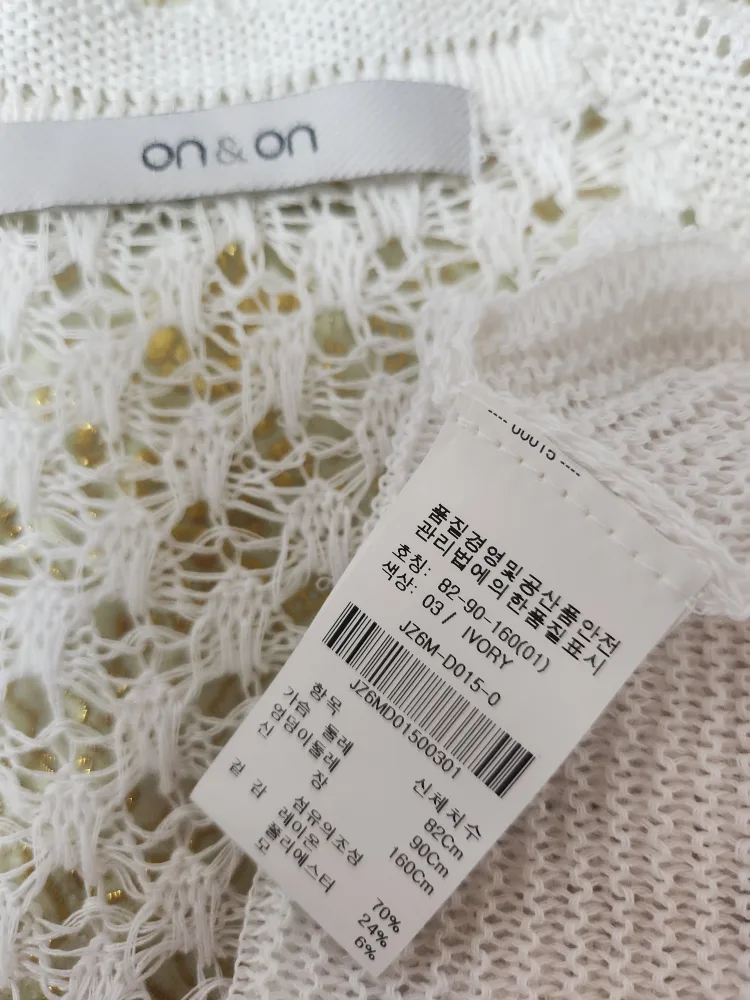 on & on
---- 00015 ----
품질경영및공산품안전
관리법에의한품질표시
호칭: 82-90-160(01)
색상: 03 / IVORY
JZ6M-D015-0
JZ6MD01500301
항목 신체치수
가슴 둘레 82Cm
엉덩이둘레 90Cm
신 장 160Cm
겉 감 섬유의조성
레이온 70%
폴리에스터 24%
모 6%